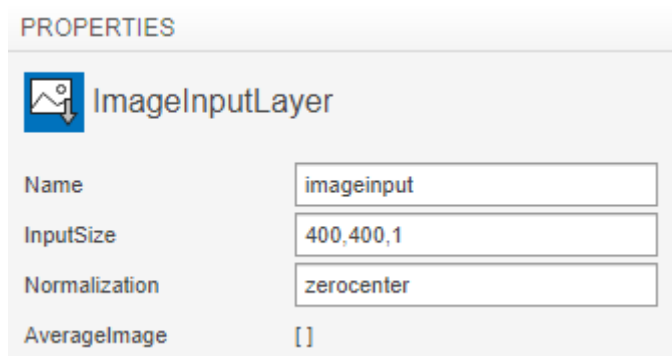 PROPERTIES
ImageInputLayer
Name imageinput
InputSize 400,400,1
Normalization zerocenter
AverageImage [ ]